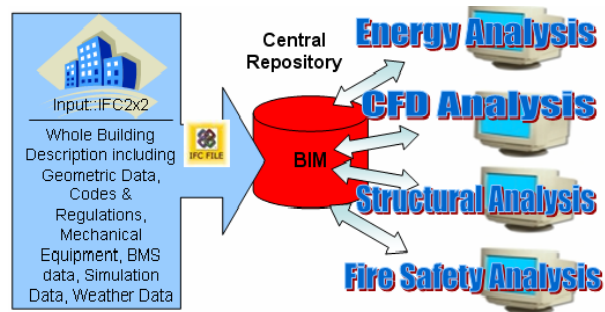 Input::IFC2x2
Whole Building
Description including
Geometric Data,
Codes &
Regulations,
Mechanical
Equipment, BMS
data, Simulation
Data, Weather Data
IFC FILE
Central
Repository
BIM
Energy Analysis
CFD Analysis
Structural Analysis
Fire Safety Analysis